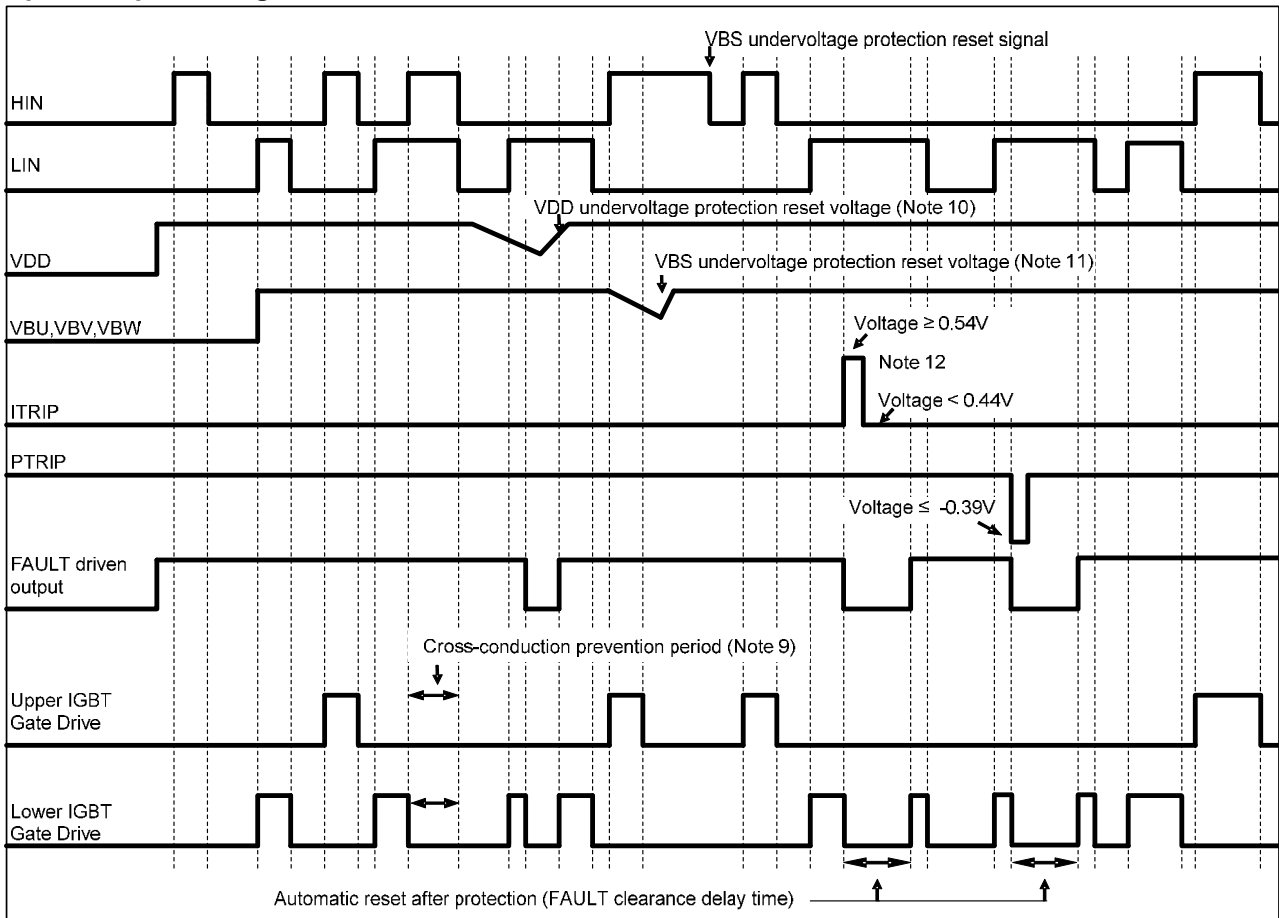 VBS undervoltage protection reset signal
HIN
LIN
VDD undervoltage protection reset voltage (Note 10)
VDD
VBS undervoltage protection reset voltage (Note 11)
VBU,VBV,VBW
Voltage ≥ 0.54V
Note 12
Voltage < 0.44V
ITRIP
PTRIP
Voltage ≤ -0.39V
FAULT driven
output
Cross-conduction prevention period (Note 9)
Upper IGBT
Gate Drive
Lower IGBT
Gate Drive
Automatic reset after protection (FAULT clearance delay time)